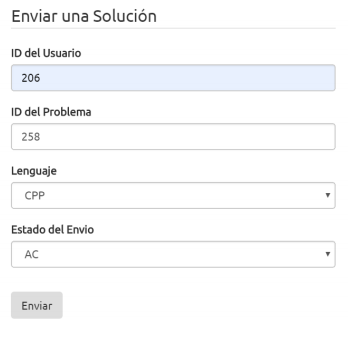 Enviar una Solución
ID del Usuario
206
ID del Problema
258
Lenguaje
CPP
Estado del Envio
AC
Enviar